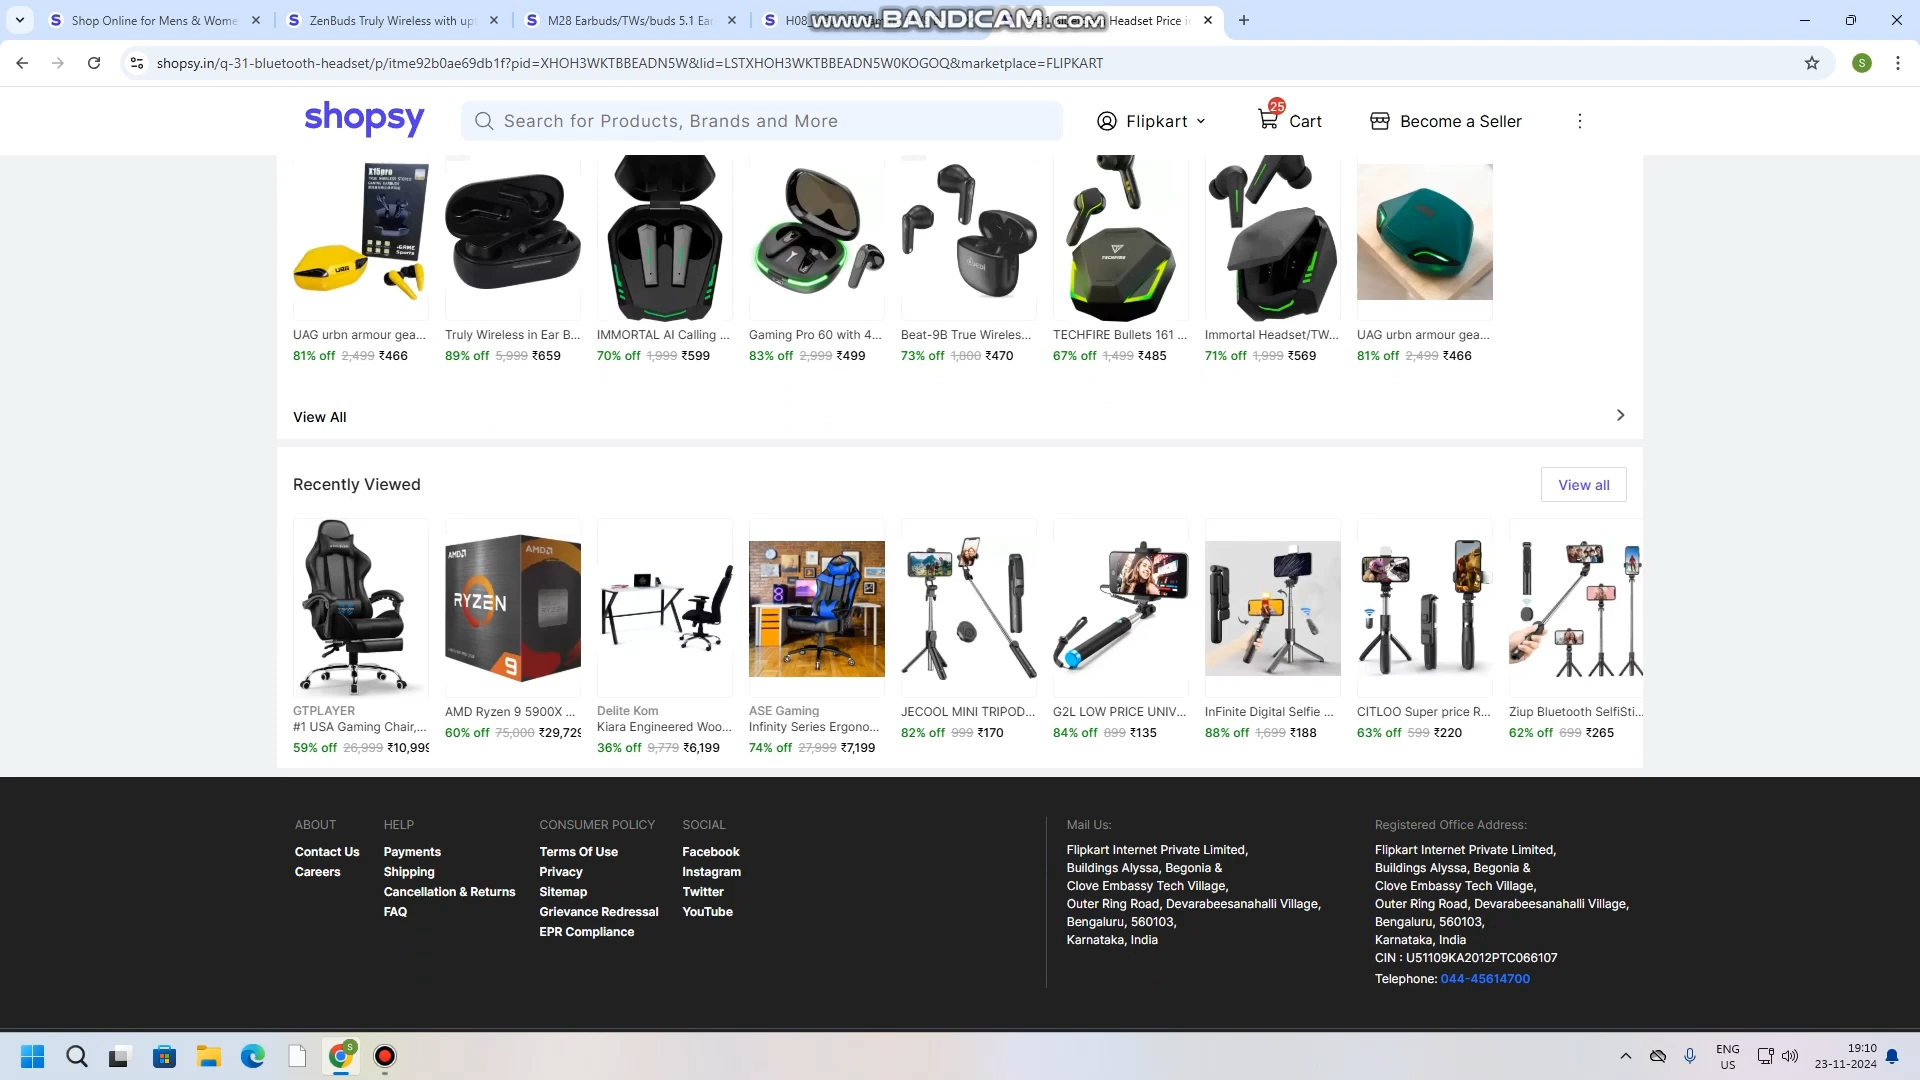 Shop Online for Mens & Wome
ZenBuds Truly Wireless with up
M28 Earbuds/TWs/buds 5.1 Ear
www.BANDICAM.com
Headset Price i
shopsy.in/q-31-bluetooth-headset/p/itme92b0ae69db1f?pid=XHOH3WKTBBEADN5W&lid=LSTXHOH3WKTBBEADN5W0KOGOQ&marketplace=FLIPKART
S
shopsy
Search for Products, Brands and More
Flipkart
25
Cart
Become a Seller
X15pro
UAG urbn armour gea...
81% off 2,499 ₹466
Truly Wireless in Ear B...
89% off 5,999 ₹659
IMMORTAL AI Calling ...
70% off 1,999 ₹599
Gaming Pro 60 with 4...
83% off 2,999 ₹499
Beat-9B True Wireles...
73% off 1,800 ₹470
TECHFIRE
TECHFIRE Bullets 161 ...
67% off 1,499 ₹485
Immortal Headset/TW...
71% off 1,999 ₹569
UAG urbn armour gea...
81% off 2,499 ₹466
View All
Recently Viewed
View all
GTPLAYER
#1 USA Gaming Chair,...
59% off 26,999 ₹10,999
AMD
AMD
RYZEN
9
AMD Ryzen 9 5900X ...
60% off 75,000 ₹29,729
Delite Kom
Kiara Engineered Woo...
36% off 9,779 ₹6,199
ASE Gaming
Infinity Series Ergono...
74% off 27,999 ₹7,199
JECOOL MINI TRIPOD...
82% off 999 ₹170
G2L LOW PRICE UNIV...
84% off 899 ₹135
InFinite Digital Selfie ...
88% off 1,699 ₹188
CITLOO Super price R...
63% off 599 ₹220
Ziup Bluetooth SelfiSti...
62% off 699 ₹265
ABOUT
Contact Us
Careers
HELP
Payments
Shipping
Cancellation & Returns
FAQ
CONSUMER POLICY
Terms Of Use
Privacy
Sitemap
Grievance Redressal
EPR Compliance
SOCIAL
Facebook
Instagram
Twitter
YouTube
Mail Us:
Flipkart Internet Private Limited,
Buildings Alyssa, Begonia &
Clove Embassy Tech Village,
Outer Ring Road, Devarabeesanahalli Village,
Bengaluru, 560103,
Karnataka, India
Registered Office Address:
Flipkart Internet Private Limited,
Buildings Alyssa, Begonia &
Clove Embassy Tech Village,
Outer Ring Road, Devarabeesanahalli Village,
Bengaluru, 560103,
Karnataka, India
CIN : U51109KA2012PTC066107
Telephone: 044-45614700
ENG
US
19:10
23-11-2024